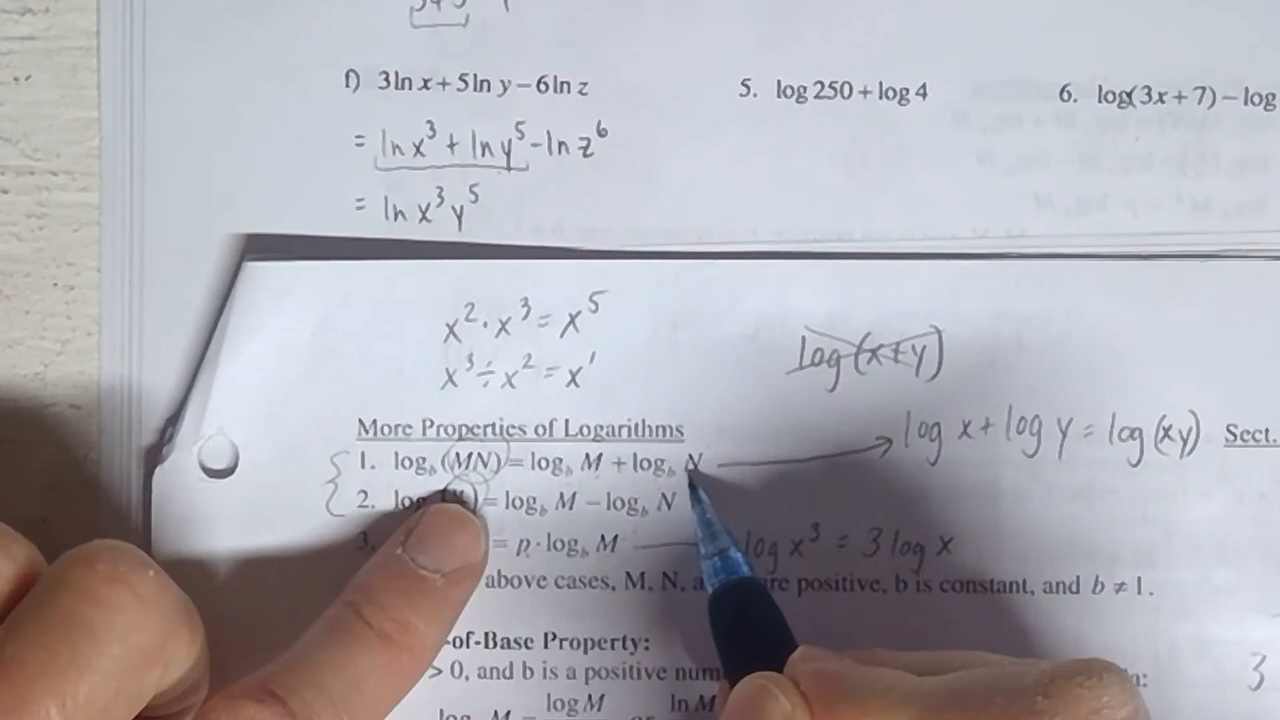 f) 3 ln x + 5 ln y − 6 ln z
5. log 250 + log 4
6. log(3x + 7) − log
= ln x³ + ln y⁵ - ln z⁶
= ln x³ y⁵
x² · x³ = x⁵
x³ ÷ x² = x¹
log (x+y)
log x + log y = log (xy)
More Properties of Logarithms
Sect.
1. log_b (MN) = log_b M + log_b N
2. = log_b M − log_b N
3. = p · log_b M
log x³ = 3 log x
above cases, M, N, are positive, b is constant, and b ≠ 1.
-of-Base Property:
> 0, and b is a positive num
3
log M
ln M